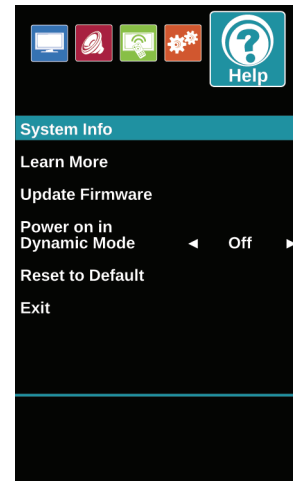 Help
System Info
Learn More
Update Firmware
Power on in
Dynamic Mode ◄ Off ►
Reset to Default
Exit